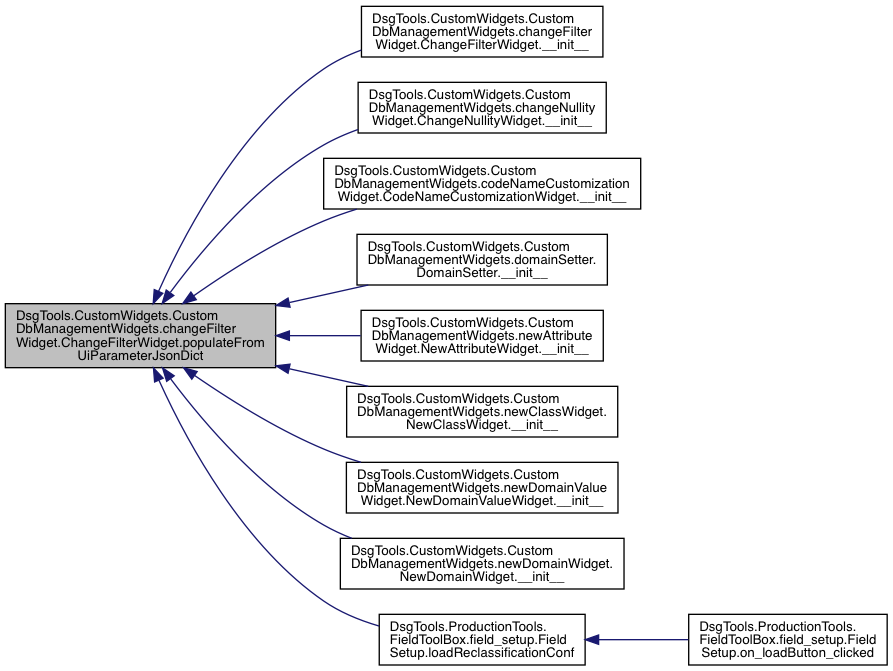 DsgTools.CustomWidgets.Custom
DbManagementWidgets.changeFilter
Widget.ChangeFilterWidget.__init__
DsgTools.CustomWidgets.Custom
DbManagementWidgets.changeNullity
Widget.ChangeNullityWidget.__init__
DsgTools.CustomWidgets.Custom
DbManagementWidgets.codeNameCustomization
Widget.CodeNameCustomizationWidget.__init__
DsgTools.CustomWidgets.Custom
DbManagementWidgets.domainSetter.
DomainSetter.__init__
DsgTools.CustomWidgets.Custom
DbManagementWidgets.changeFilter
Widget.ChangeFilterWidget.populateFrom
UiParameterJsonDict
DsgTools.CustomWidgets.Custom
DbManagementWidgets.newAttribute
Widget.NewAttributeWidget.__init__
DsgTools.CustomWidgets.Custom
DbManagementWidgets.newClassWidget.
NewClassWidget.__init__
DsgTools.CustomWidgets.Custom
DbManagementWidgets.newDomainValue
Widget.NewDomainValueWidget.__init__
DsgTools.CustomWidgets.Custom
DbManagementWidgets.newDomainWidget.
NewDomainWidget.__init__
DsgTools.ProductionTools.
FieldToolBox.field_setup.Field
Setup.loadReclassificationConf
DsgTools.ProductionTools.
FieldToolBox.field_setup.Field
Setup.on_loadButton_clicked